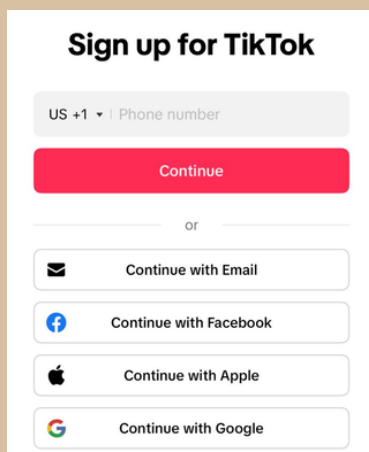 Sign up for TikTok
US +1 Phone number
Continue
or
Continue with Email
Continue with Facebook
Continue with Apple
Continue with Google